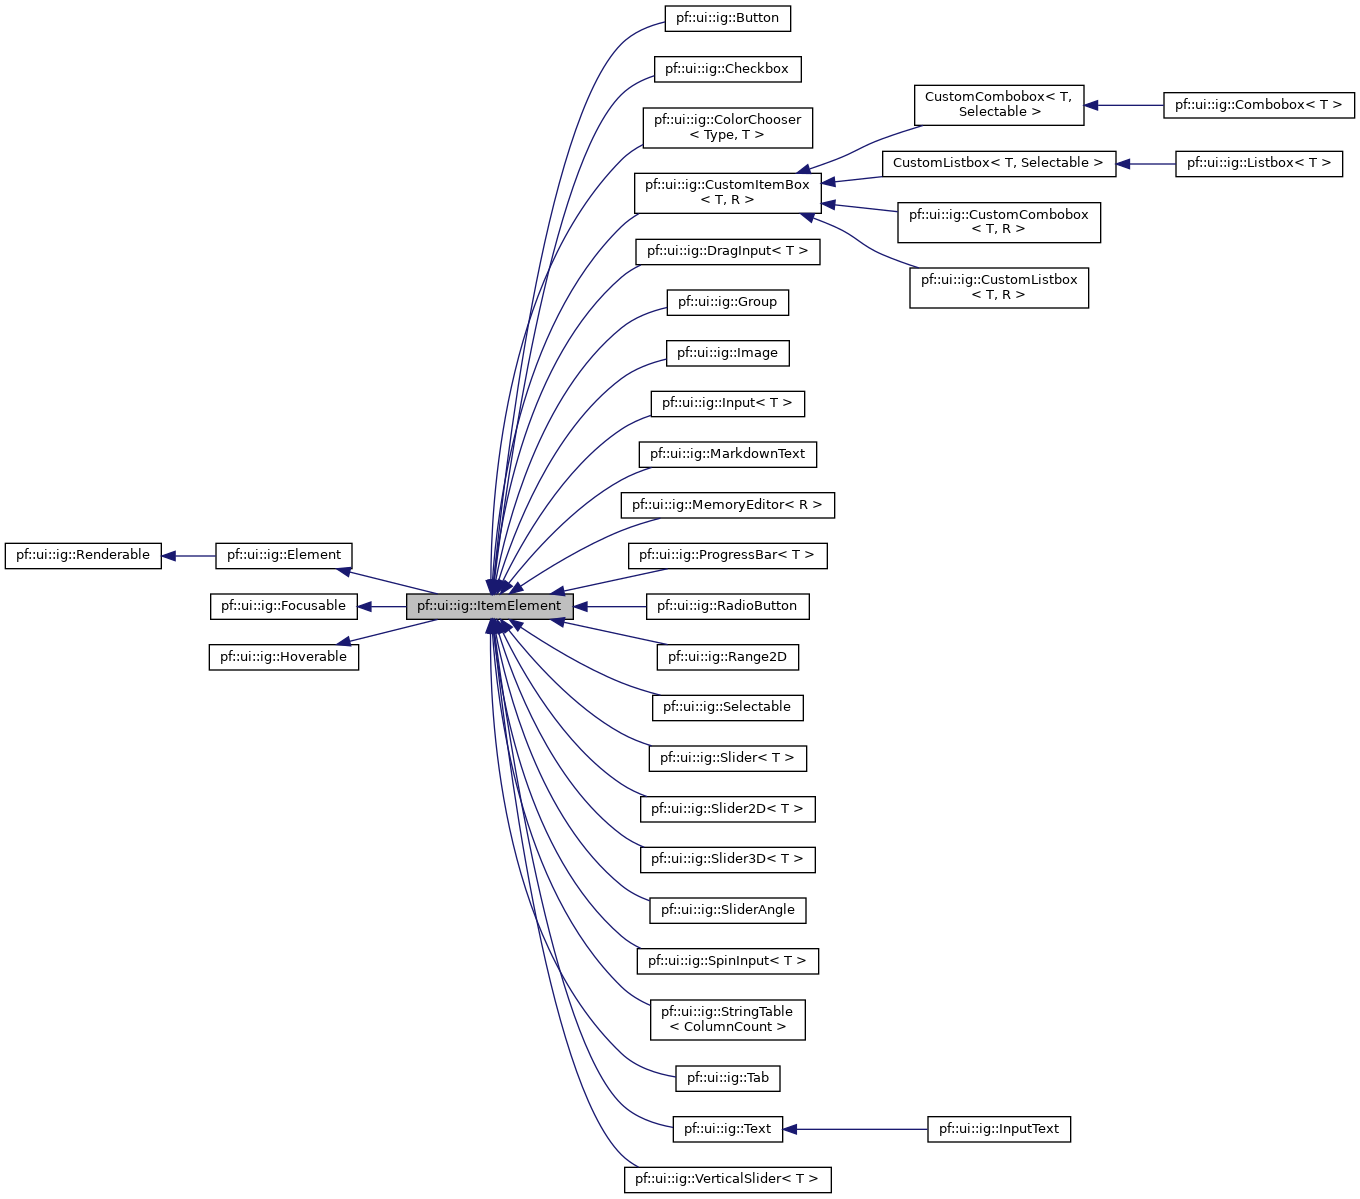 pf::ui::ig::Renderable
pf::ui::ig::Element
pf::ui::ig::Focusable
pf::ui::ig::Hoverable
pf::ui::ig::ItemElement
pf::ui::ig::Button
pf::ui::ig::Checkbox
pf::ui::ig::ColorChooser
< Type, T >
pf::ui::ig::CustomItemBox
< T, R >
pf::ui::ig::DragInput< T >
pf::ui::ig::Group
pf::ui::ig::Image
pf::ui::ig::Input< T >
pf::ui::ig::MarkdownText
pf::ui::ig::MemoryEditor< R >
pf::ui::ig::ProgressBar< T >
pf::ui::ig::RadioButton
pf::ui::ig::Range2D
pf::ui::ig::Selectable
pf::ui::ig::Slider< T >
pf::ui::ig::Slider2D< T >
pf::ui::ig::Slider3D< T >
pf::ui::ig::SliderAngle
pf::ui::ig::SpinInput< T >
pf::ui::ig::StringTable
< ColumnCount >
pf::ui::ig::Tab
pf::ui::ig::Text
pf::ui::ig::VerticalSlider< T >
CustomCombobox< T,
Selectable >
CustomListbox< T, Selectable >
pf::ui::ig::CustomCombobox
< T, R >
pf::ui::ig::CustomListbox
< T, R >
pf::ui::ig::InputText
pf::ui::ig::Combobox< T >
pf::ui::ig::Listbox< T >